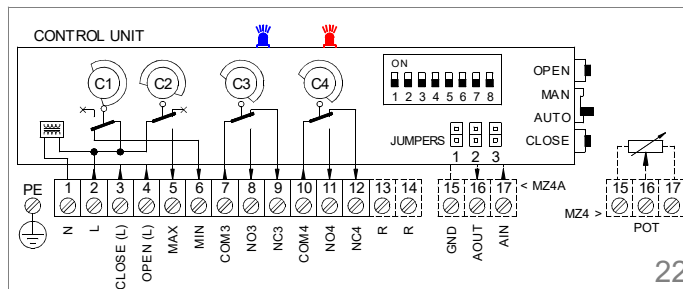 CONTROL UNIT
C1 C2 C3 C4
ON
1 2 3 4 5 6 7 8
OPEN
MAN
AUTO
CLOSE
JUMPERS
1 2 3
PE 1 2 3 4 5 6 7 8 9 10 11 12 13 14 15 16 17 < MZ4A
MZ4 > 15 16 17
POT
N
L
CLOSE (L)
OPEN (L)
MAX
MIN
COM3
NO3
NC3
COM4
NO4
NC4
R
R
GND
AOUT
AIN
22